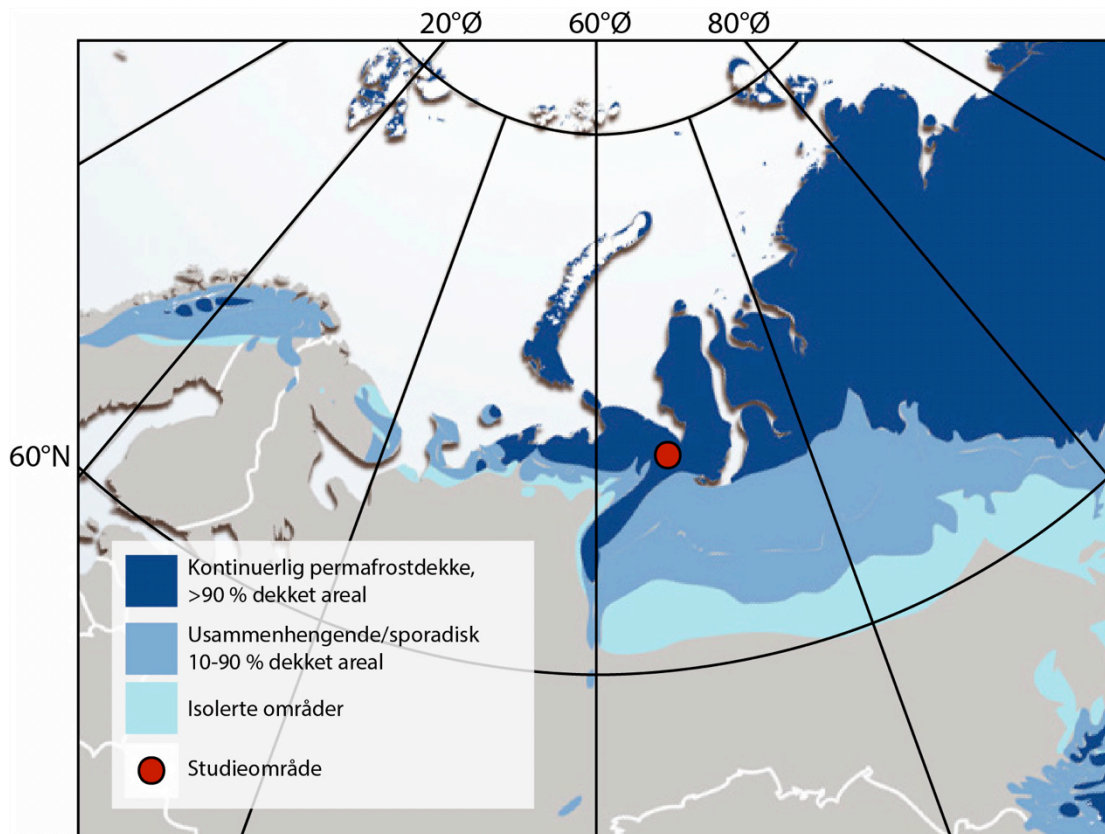 20°Ø 60°Ø 80°Ø
60°N
Kontinuerlig permafrostdekke,
>90 % dekket areal
Usammenhengende/sporadisk
10-90 % dekket areal
Isolerte områder
Studieområde